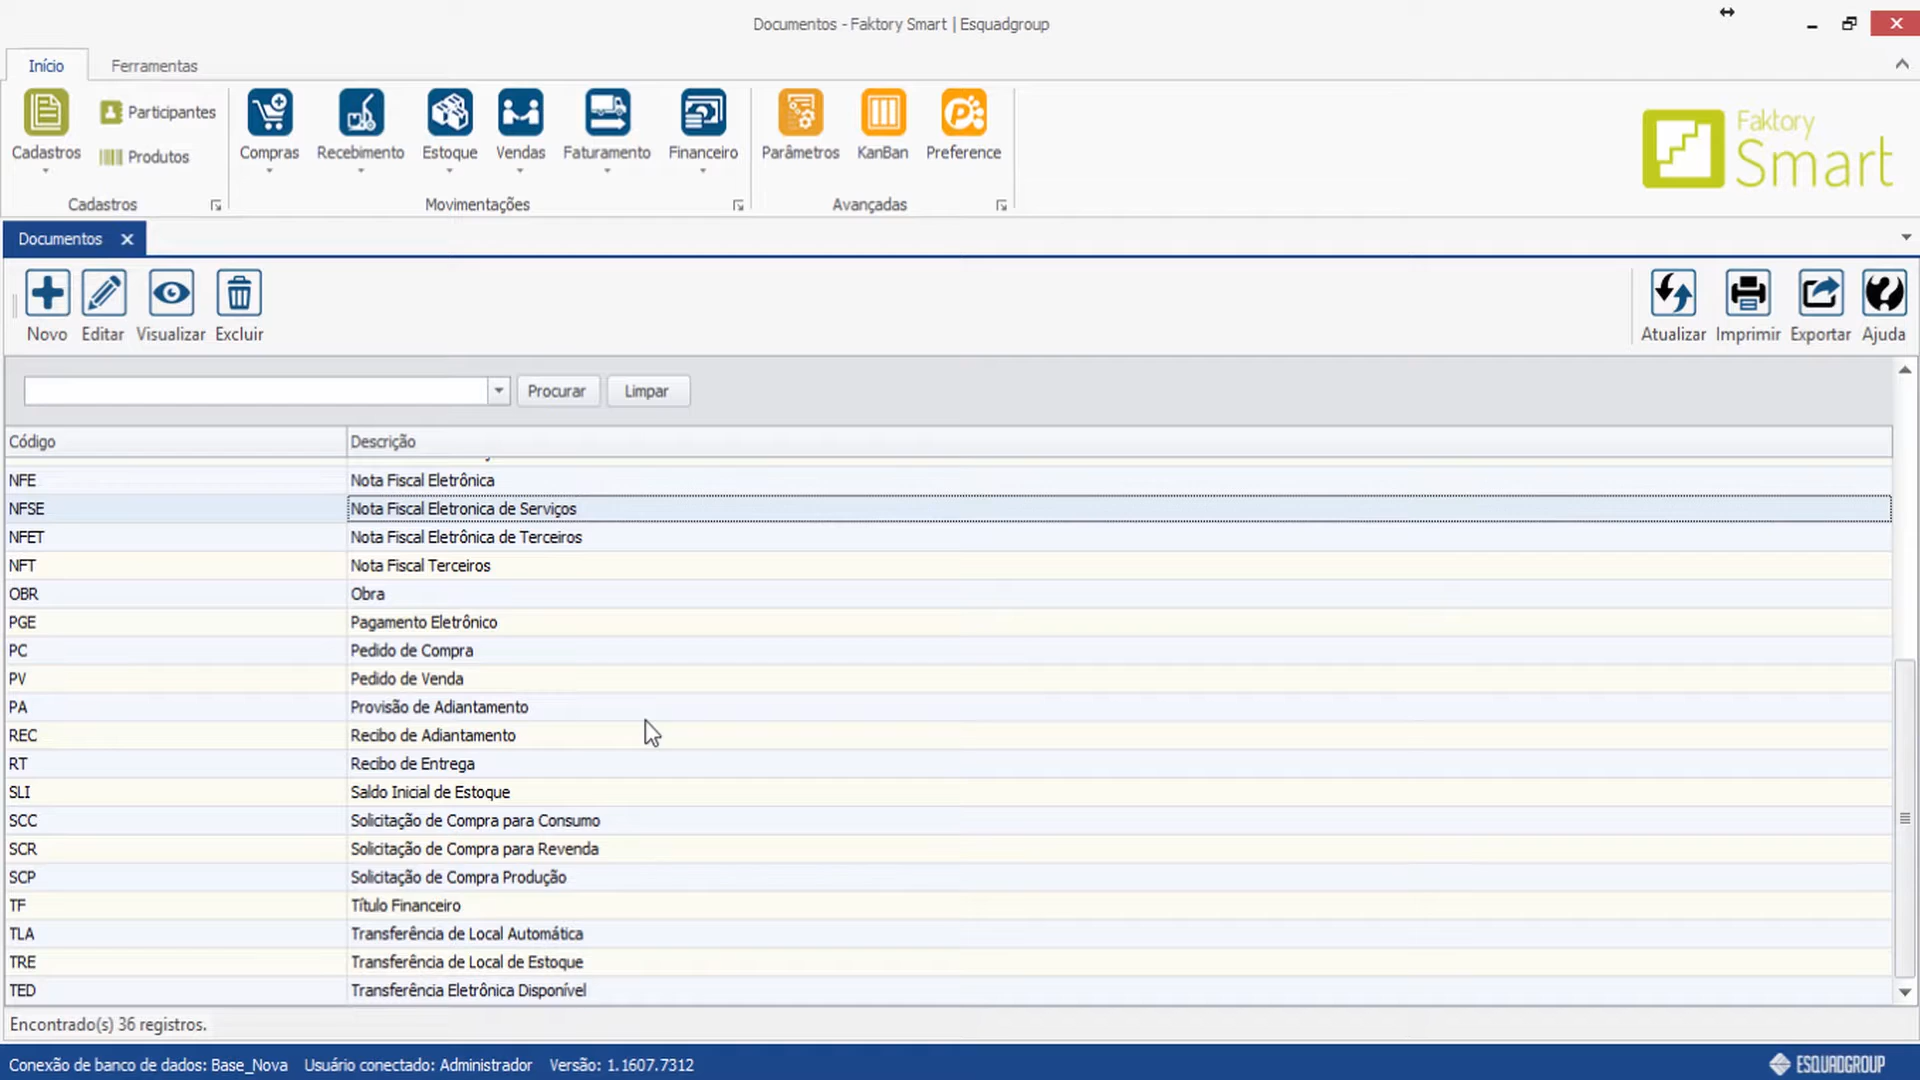 Documentos - Faktory Smart | Esquadgroup
Início Ferramentas
Participantes
Produtos
Cadastros Compras Recebimento Estoque Vendas Faturamento Financeiro Parâmetros KanBan Preference
Cadastros Movimentações Avançadas
Faktory
Smart
Documentos
Novo Editar Visualizar Excluir Atualizar Imprimir Exportar Ajuda
Procurar Limpar
Código Descrição
NFE Nota Fiscal Eletrônica
NFSE Nota Fiscal Eletronica de Serviços
NFET Nota Fiscal Eletrônica de Terceiros
NFT Nota Fiscal Terceiros
OBR Obra
PGE Pagamento Eletrônico
PC Pedido de Compra
PV Pedido de Venda
PA Provisão de Adiantamento
REC Recibo de Adiantamento
RT Recibo de Entrega
SLI Saldo Inicial de Estoque
SCC Solicitação de Compra para Consumo
SCR Solicitação de Compra para Revenda
SCP Solicitação de Compra Produção
TF Título Financeiro
TLA Transferência de Local Automática
TRE Transferência de Local de Estoque
TED Transferência Eletrônica Disponível
Encontrado(s) 36 registros.
Conexão de banco de dados: Base_Nova Usuário conectado: Administrador Versão: 1.1607.7312 ESQUADGROUP